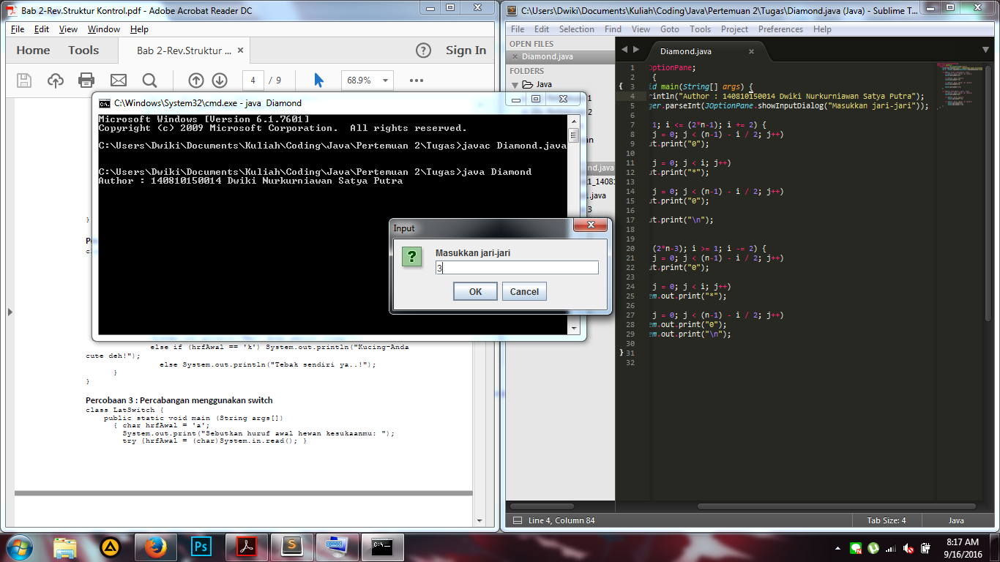 Bab 2-Rev.Struktur Kontrol.pdf - Adobe Acrobat Reader DC
File Edit View Window Help
Home Tools Bab 2-Rev.Struktur ... × ? Sign In
4 / 9 68.9%
C:\Windows\System32\cmd.exe - java Diamond
Microsoft Windows [Version 6.1.7601]
Copyright (c) 2009 Microsoft Corporation. All rights reserved.
C:\Users\Dwiki\Documents\Kuliah\Coding\Java\Pertemuan 2\Tugas>javac Diamond.java
C:\Users\Dwiki\Documents\Kuliah\Coding\Java\Pertemuan 2\Tugas>java Diamond
Author : 140810150014 Dwiki Nurkurniawan Satya Putra
Input
? Masukkan jari-jari
3
OK Cancel
}
else if (hrfAwal == 'k') System.out.println("Kucing-Anda
cute deh!");
else System.out.println("Tebak sendiri ya..!");
}
}
Percobaan 3 : Percabangan menggunakan switch
class LatSwitch {
public static void main (String args[])
{ char hrfAwal = 'a';
System.out.print("Sebutkan huruf awal hewan kesukaanmu: ");
try {hrfAwal = (char)System.in.read(); }
C:\Users\Dwiki\Documents\Kuliah\Coding\Java\Pertemuan 2\Tugas\Diamond.java (Java) - Sublime T...
File Edit Selection Find View Goto Tools Project Preferences Help
OPEN FILES
× Diamond.java
FOLDERS
Java
1
2
nd.java
1_14081
.java
3
Diamond.java ×
1 OptionPane;
2 {
3 id main(String[] args) {
4 rintln("Author : 140810150014 Dwiki Nurkurniawan Satya Putra");
5 ger.parseInt(JOptionPane.showInputDialog("Masukkan jari-jari"));
6
7 1; i <= (2*n-1); i += 2) {
8 j = 0; j < (n-1) - i / 2; j++)
9 ut.print("0");
10
11 j = 0; j < i; j++)
12 ut.print("*");
13
14 j = 0; j < (n-1) - i / 2; j++)
15 ut.print("0");
16
17 ut.print("\n");
18
19
20 (2*n-3); i >= 1; i -= 2) {
21 j = 0; j < (n-1) - i / 2; j++)
22 ut.print("0");
23
24 j = 0; j < i; j++)
25 em.out.print("*");
26
27 j = 0; j < (n-1) - i / 2; j++)
28 em.out.print("0");
29 em.out.print("\n");
30
} 31
32
Line 4, Column 84 Tab Size: 4 Java
Ps
8:17 AM
9/16/2016